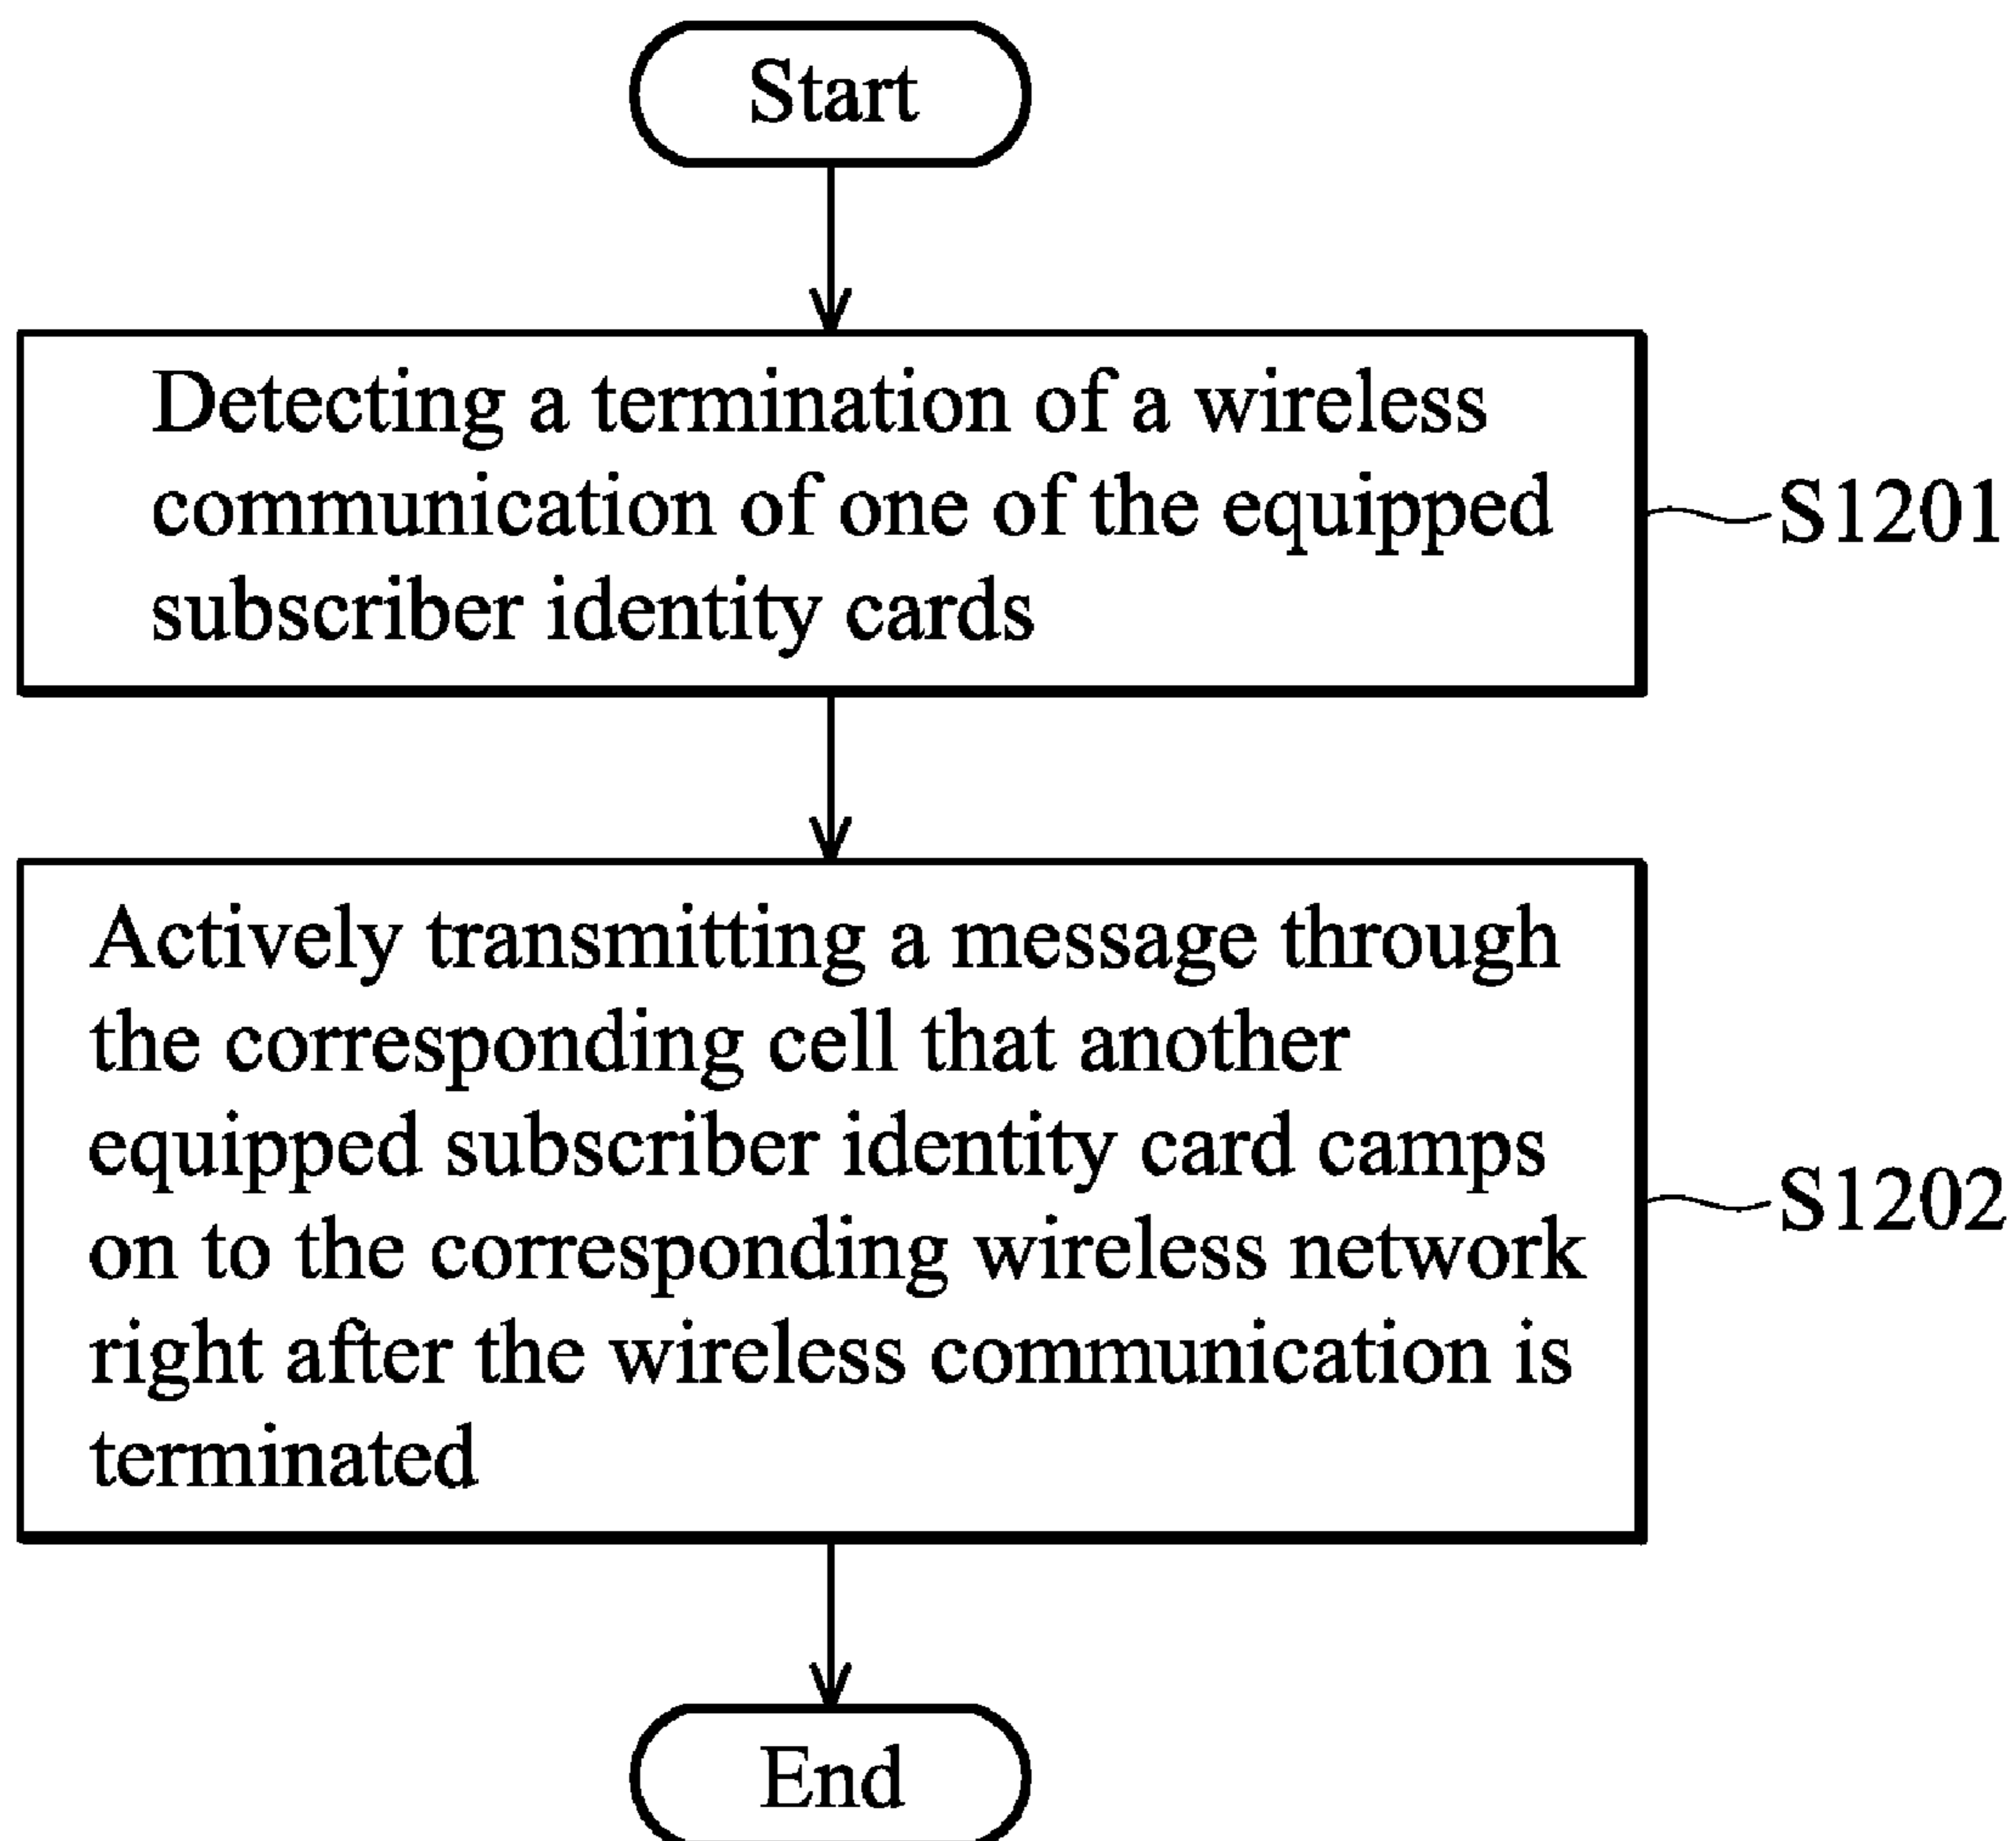 Start
Detecting a termination of a wireless
communication of one of the equipped
subscriber identity cards
S1201
Actively transmitting a message through
the corresponding cell that another
equipped subscriber identity card camps
on to the corresponding wireless network
right after the wireless communication is
terminated
S1202
End